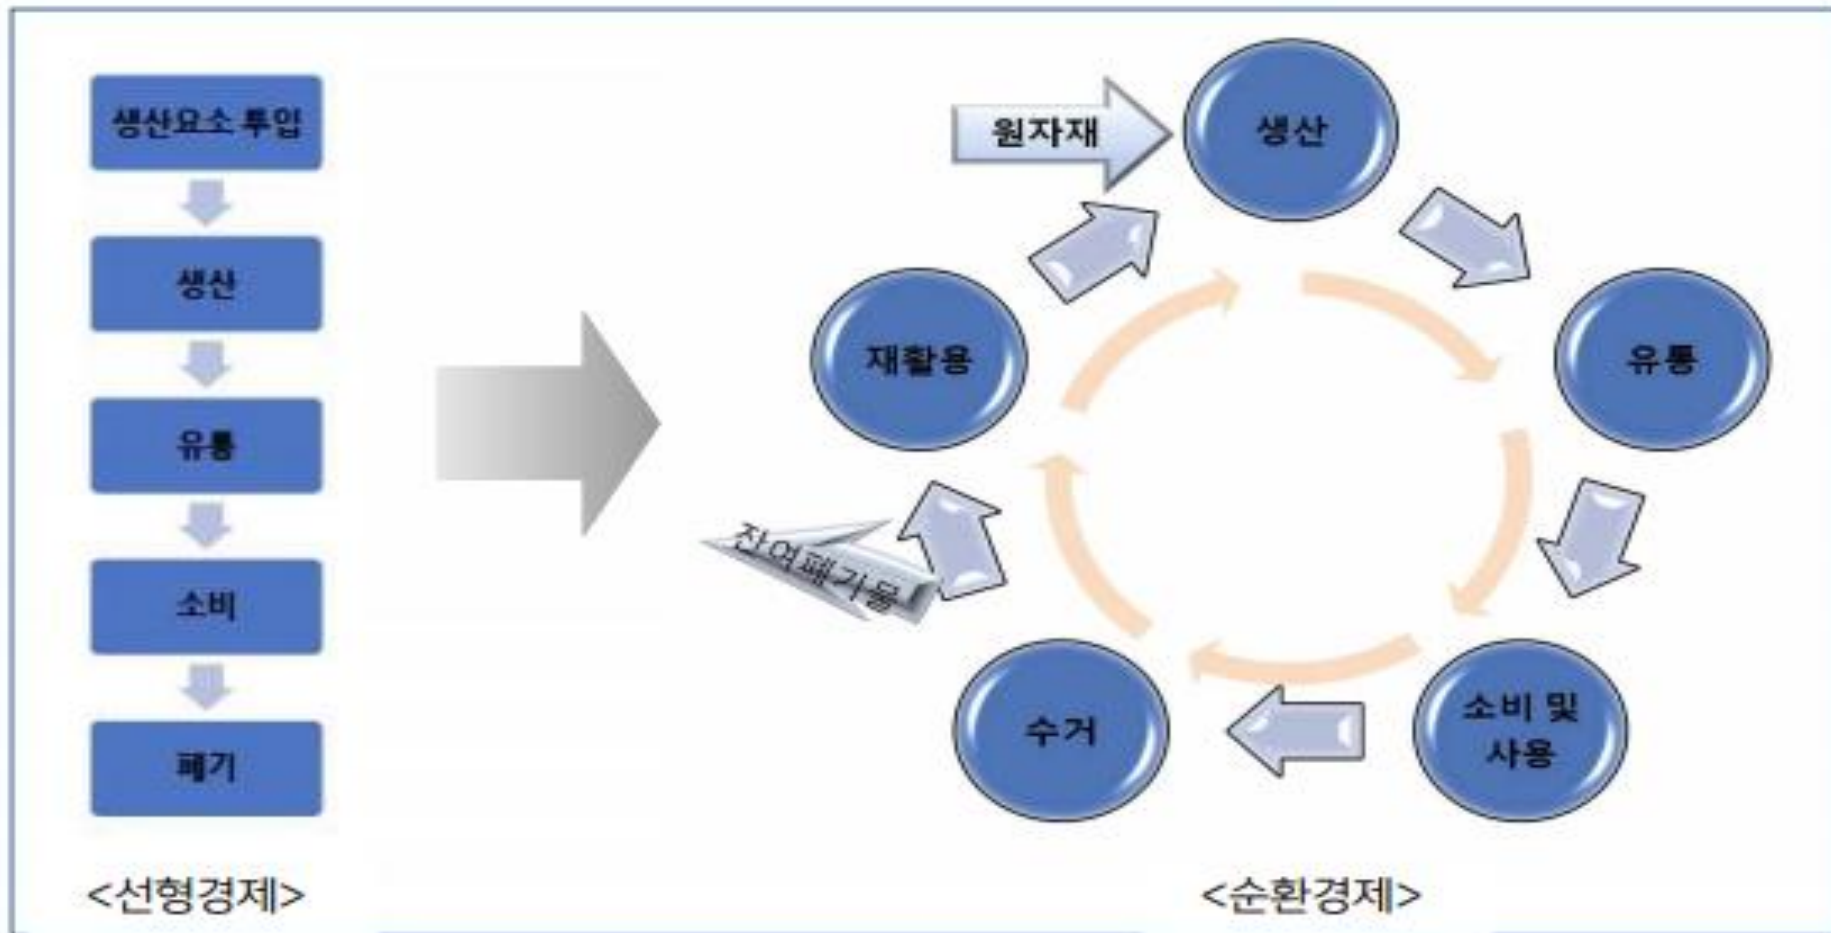 생산요소 투입
생산
유통
소비
폐기
<선형경제>
원자재
생산
유통
소비 및
사용
수거
잔여폐기물
재활용
<순환경제>